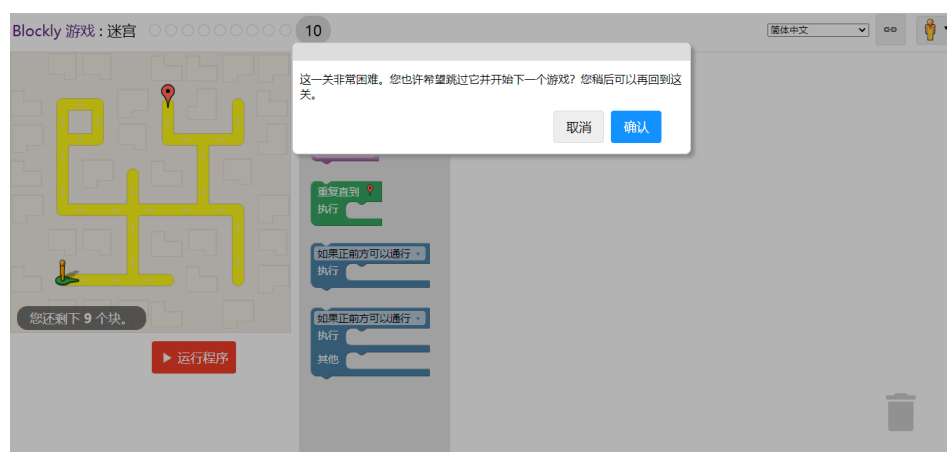 Blockly 游戏 : 迷宫
10
简体中文
这一关非常困难。您也许希望跳过它并开始下一个游戏？您稍后可以再回到这
关。
取消
确认
重复直到
执行
如果正前方可以通行
执行
您还剩下 9 个块。
如果正前方可以通行
执行
其他
运行程序